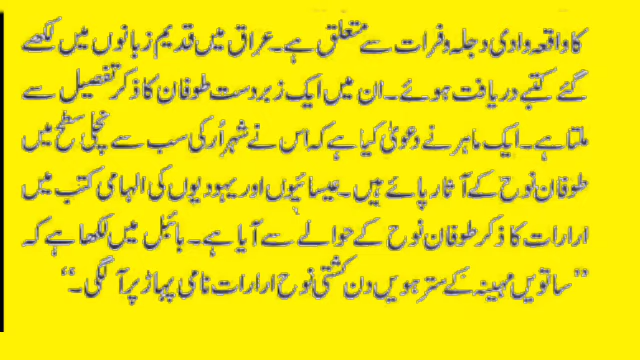 کا واقعہ وادی دجلہ و فرات سے متعلق ہے۔ عراق میں قدیم زبانوں میں لکھے
گئے کتبے دریافت ہوئے۔ ان میں ایک زبردست طوفان کا ذکر تفصیل سے
ملتا ہے۔ ایک ماہر نے دعویٰ کیا ہے کہ اس نے شہر اُر کی سب سے نچلی سطح میں
طوفان نوح کے آثار پائے ہیں۔ عیسائیوں اور یہودیوں کی الہامی کتب میں
ارارات کا ذکر طوفان نوح کے حوالے سے آیا ہے۔ بائبل میں لکھا ہے کہ
”ساتویں مہینہ کے سترہویں دن کشتی نوح ارارات نامی پہاڑ پر آ لگی۔“